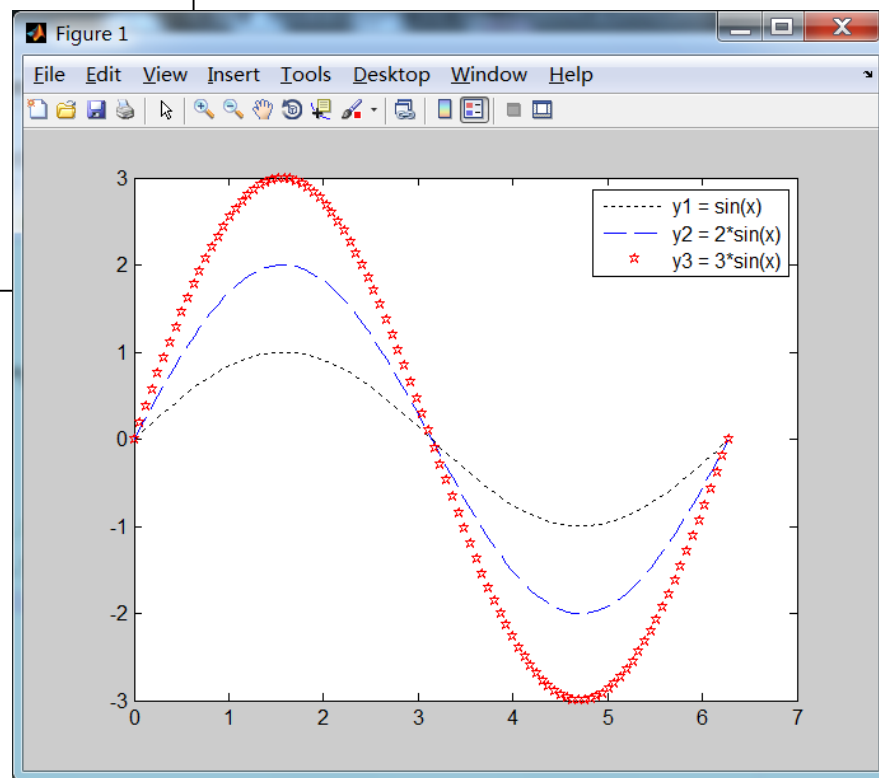 Figure 1
File Edit View Insert Tools Desktop Window Help
y1 = sin(x)
y2 = 2*sin(x)
y3 = 3*sin(x)
3
2
1
0
-1
-2
-3
0 1 2 3 4 5 6 7